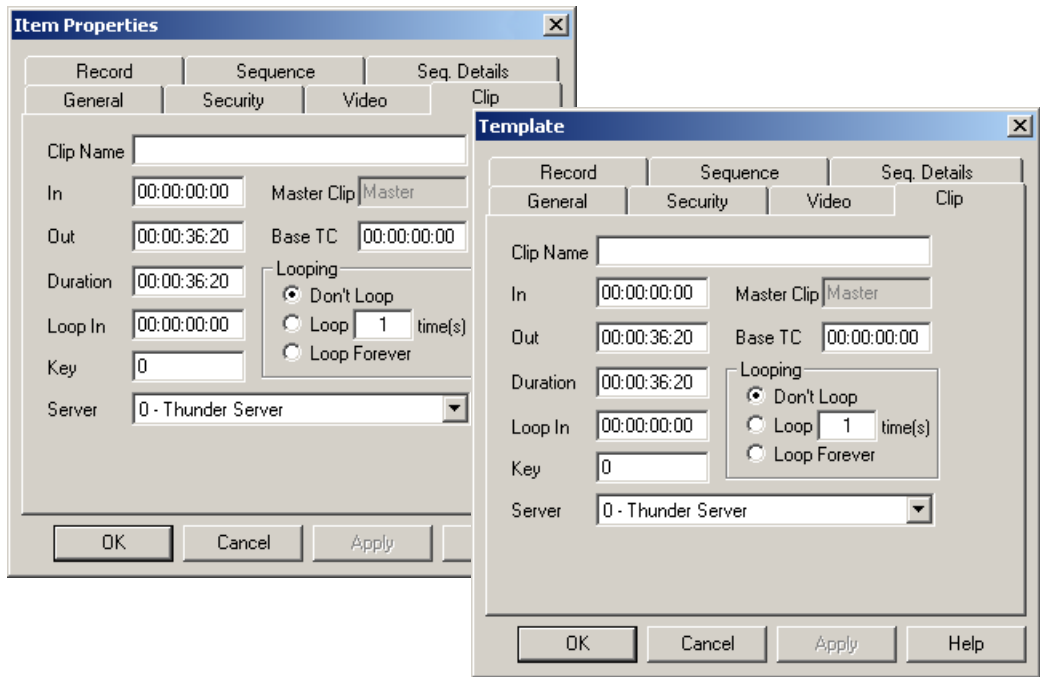 Item Properties
Record Sequence Seq. Details
General Security Video Clip
Clip Name
In 00:00:00:00 Master Clip Master
Out 00:00:36:20 Base TC 00:00:00:00
Duration 00:00:36:20 Looping
Don't Loop
Loop In 00:00:00:00 Loop 1 time(s)
Loop Forever
Key 0
Server 0 - Thunder Server
OK Cancel Apply
Template
Record Sequence Seq. Details
General Security Video Clip
Clip Name
In 00:00:00:00 Master Clip Master
Out 00:00:36:20 Base TC 00:00:00:00
Duration 00:00:36:20 Looping
Don't Loop
Loop In 00:00:00:00 Loop 1 time(s)
Loop Forever
Key 0
Server 0 - Thunder Server
OK Cancel Apply Help